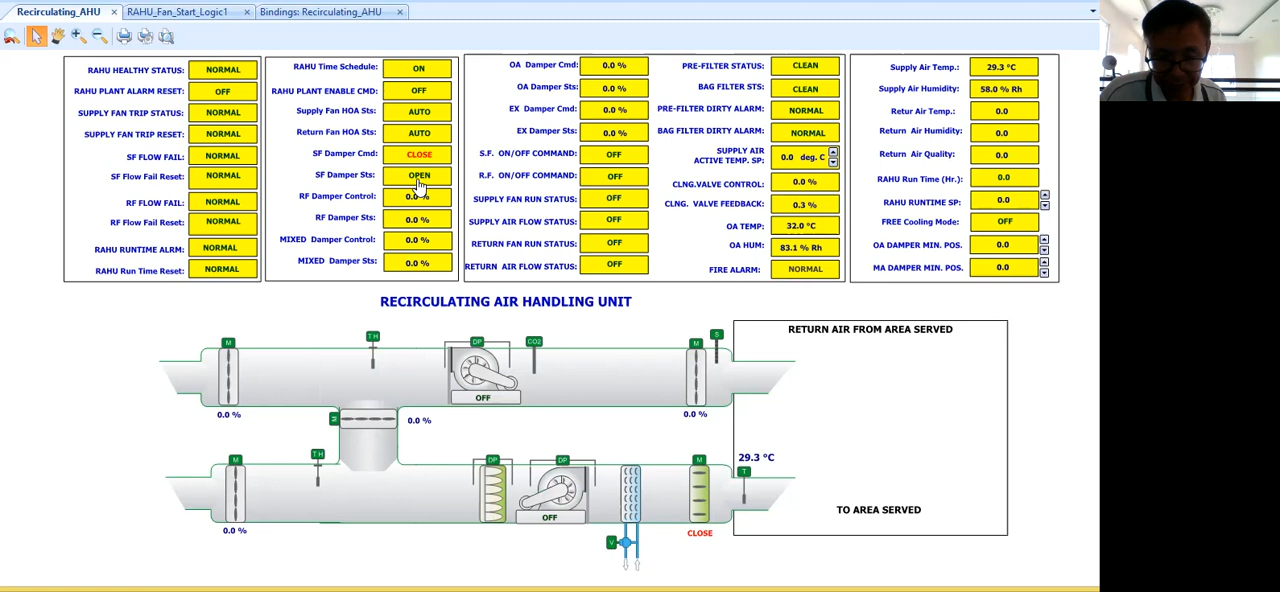 Recirculating_AHU
RAHU_Fan_Start_Logic1
Bindings: Recirculating_AHU
RAHU HEALTHY STATUS: NORMAL
RAHU PLANT ALARM RESET: OFF
SUPPLY FAN TRIP STATUS: NORMAL
SUPPLY FAN TRIP RESET: NORMAL
SF FLOW FAIL: NORMAL
SF Flow Fail Reset: NORMAL
RF FLOW FAIL: NORMAL
RF Flow Fail Reset: NORMAL
RAHU RUNTIME ALRM: NORMAL
RAHU Run Time Reset: NORMAL
RAHU Time Schedule: ON
RAHU PLANT ENABLE CMD: OFF
Supply Fan HOA Sts: AUTO
Return Fan HOA Sts: AUTO
SF Damper Cmd: CLOSE
SF Damper Sts: OPEN
RF Damper Control: 0.0 %
RF Damper Sts: 0.0 %
MIXED Damper Control: 0.0 %
MIXED Damper Sts: 0.0 %
OA Damper Cmd: 0.0 %
OA Damper Sts: 0.0 %
EX Damper Cmd: 0.0 %
EX Damper Sts: 0.0 %
S.F. ON/OFF COMMAND: OFF
R.F. ON/OFF COMMAND: OFF
SUPPLY FAN RUN STATUS: OFF
SUPPLY AIR FLOW STATUS: OFF
RETURN FAN RUN STATUS: OFF
RETURN AIR FLOW STATUS: OFF
PRE-FILTER STATUS: CLEAN
BAG FILTER STS: CLEAN
PRE-FILTER DIRTY ALARM: NORMAL
BAG FILTER DIRTY ALARM: NORMAL
SUPPLY AIR
ACTIVE TEMP. SP: 0.0 deg. C
CLNG.VALVE CONTROL: 0.0 %
CLNG. VALVE FEEDBACK: 0.3 %
OA TEMP: 32.0 °C
OA HUM: 83.1 % Rh
FIRE ALARM: NORMAL
Supply Air Temp.: 29.3 °C
Supply Air Humidity: 58.0 % Rh
Retur Air Temp.: 0.0
Return Air Humidity: 0.0
Return Air Quality: 0.0
RAHU Run Time (Hr.): 0.0
RAHU RUNTIME SP: 0.0
FREE Cooling Mode: OFF
OA DAMPER MIN. POS. 0.0
MA DAMPER MIN. POS. 0.0
RECIRCULATING AIR HANDLING UNIT
RETURN AIR FROM AREA SERVED
M
T H
DP
CO2
M
S
OFF
0.0 %
M
0.0 %
0.0 %
M
T H
DP
DP
M
29.3 °C
T
OFF
TO AREA SERVED
0.0 %
V
CLOSE